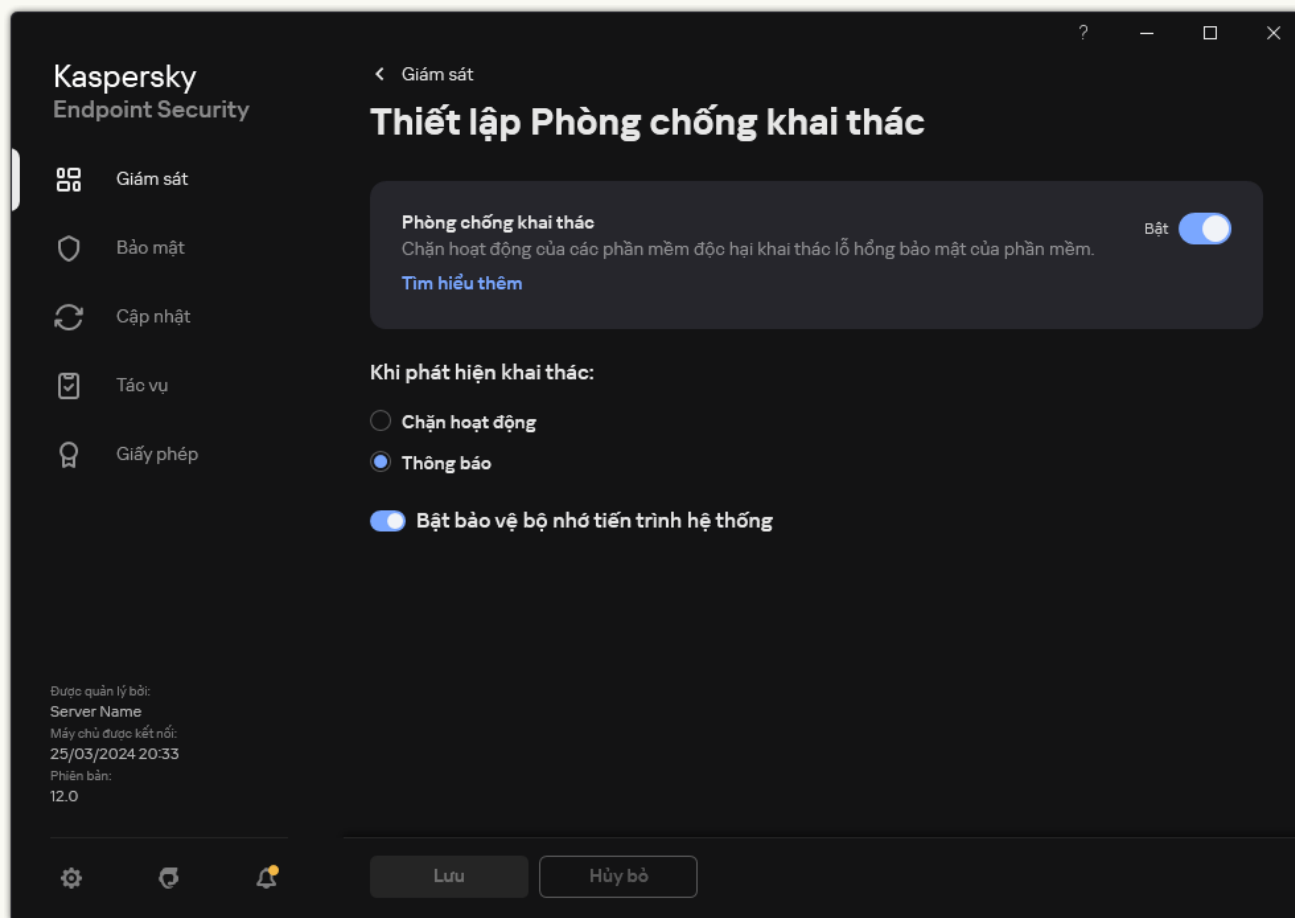 ?
Kaspersky
Endpoint Security
Giám sát
Bảo mật
Cập nhật
Tác vụ
Giấy phép
Được quản lý bởi:
Server Name
Máy chủ được kết nối:
25/03/2024 20:33
Phiên bản:
12.0
Giám sát
Thiết lập Phòng chống khai thác
Phòng chống khai thác
Chặn hoạt động của các phần mềm độc hại khai thác lỗ hổng bảo mật của phần mềm.
Tìm hiểu thêm
Bật
Khi phát hiện khai thác:
Chặn hoạt động
Thông báo
Bật bảo vệ bộ nhớ tiến trình hệ thống
Lưu
Hủy bỏ